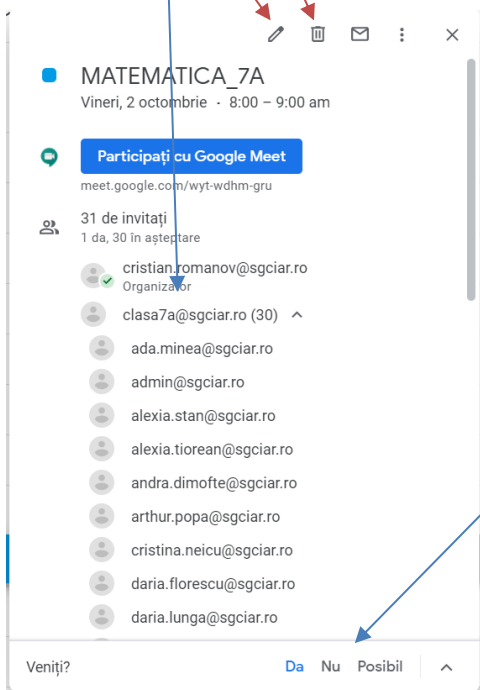 MATEMATICA_7A
Vineri, 2 octombrie · 8:00 – 9:00 am
Participați cu Google Meet
meet.google.com/wyt-wdhm-gru
31 de invitați
1 da, 30 în așteptare
cristian.romanov@sgciar.ro
Organizator
clasa7a@sgciar.ro (30)
ada.minea@sgciar.ro
admin@sgciar.ro
alexia.stan@sgciar.ro
alexia.tiorean@sgciar.ro
andra.dimofte@sgciar.ro
arthur.popa@sgciar.ro
cristina.neicu@sgciar.ro
daria.florescu@sgciar.ro
daria.lunga@sgciar.ro
Veniți? Da Nu Posibil